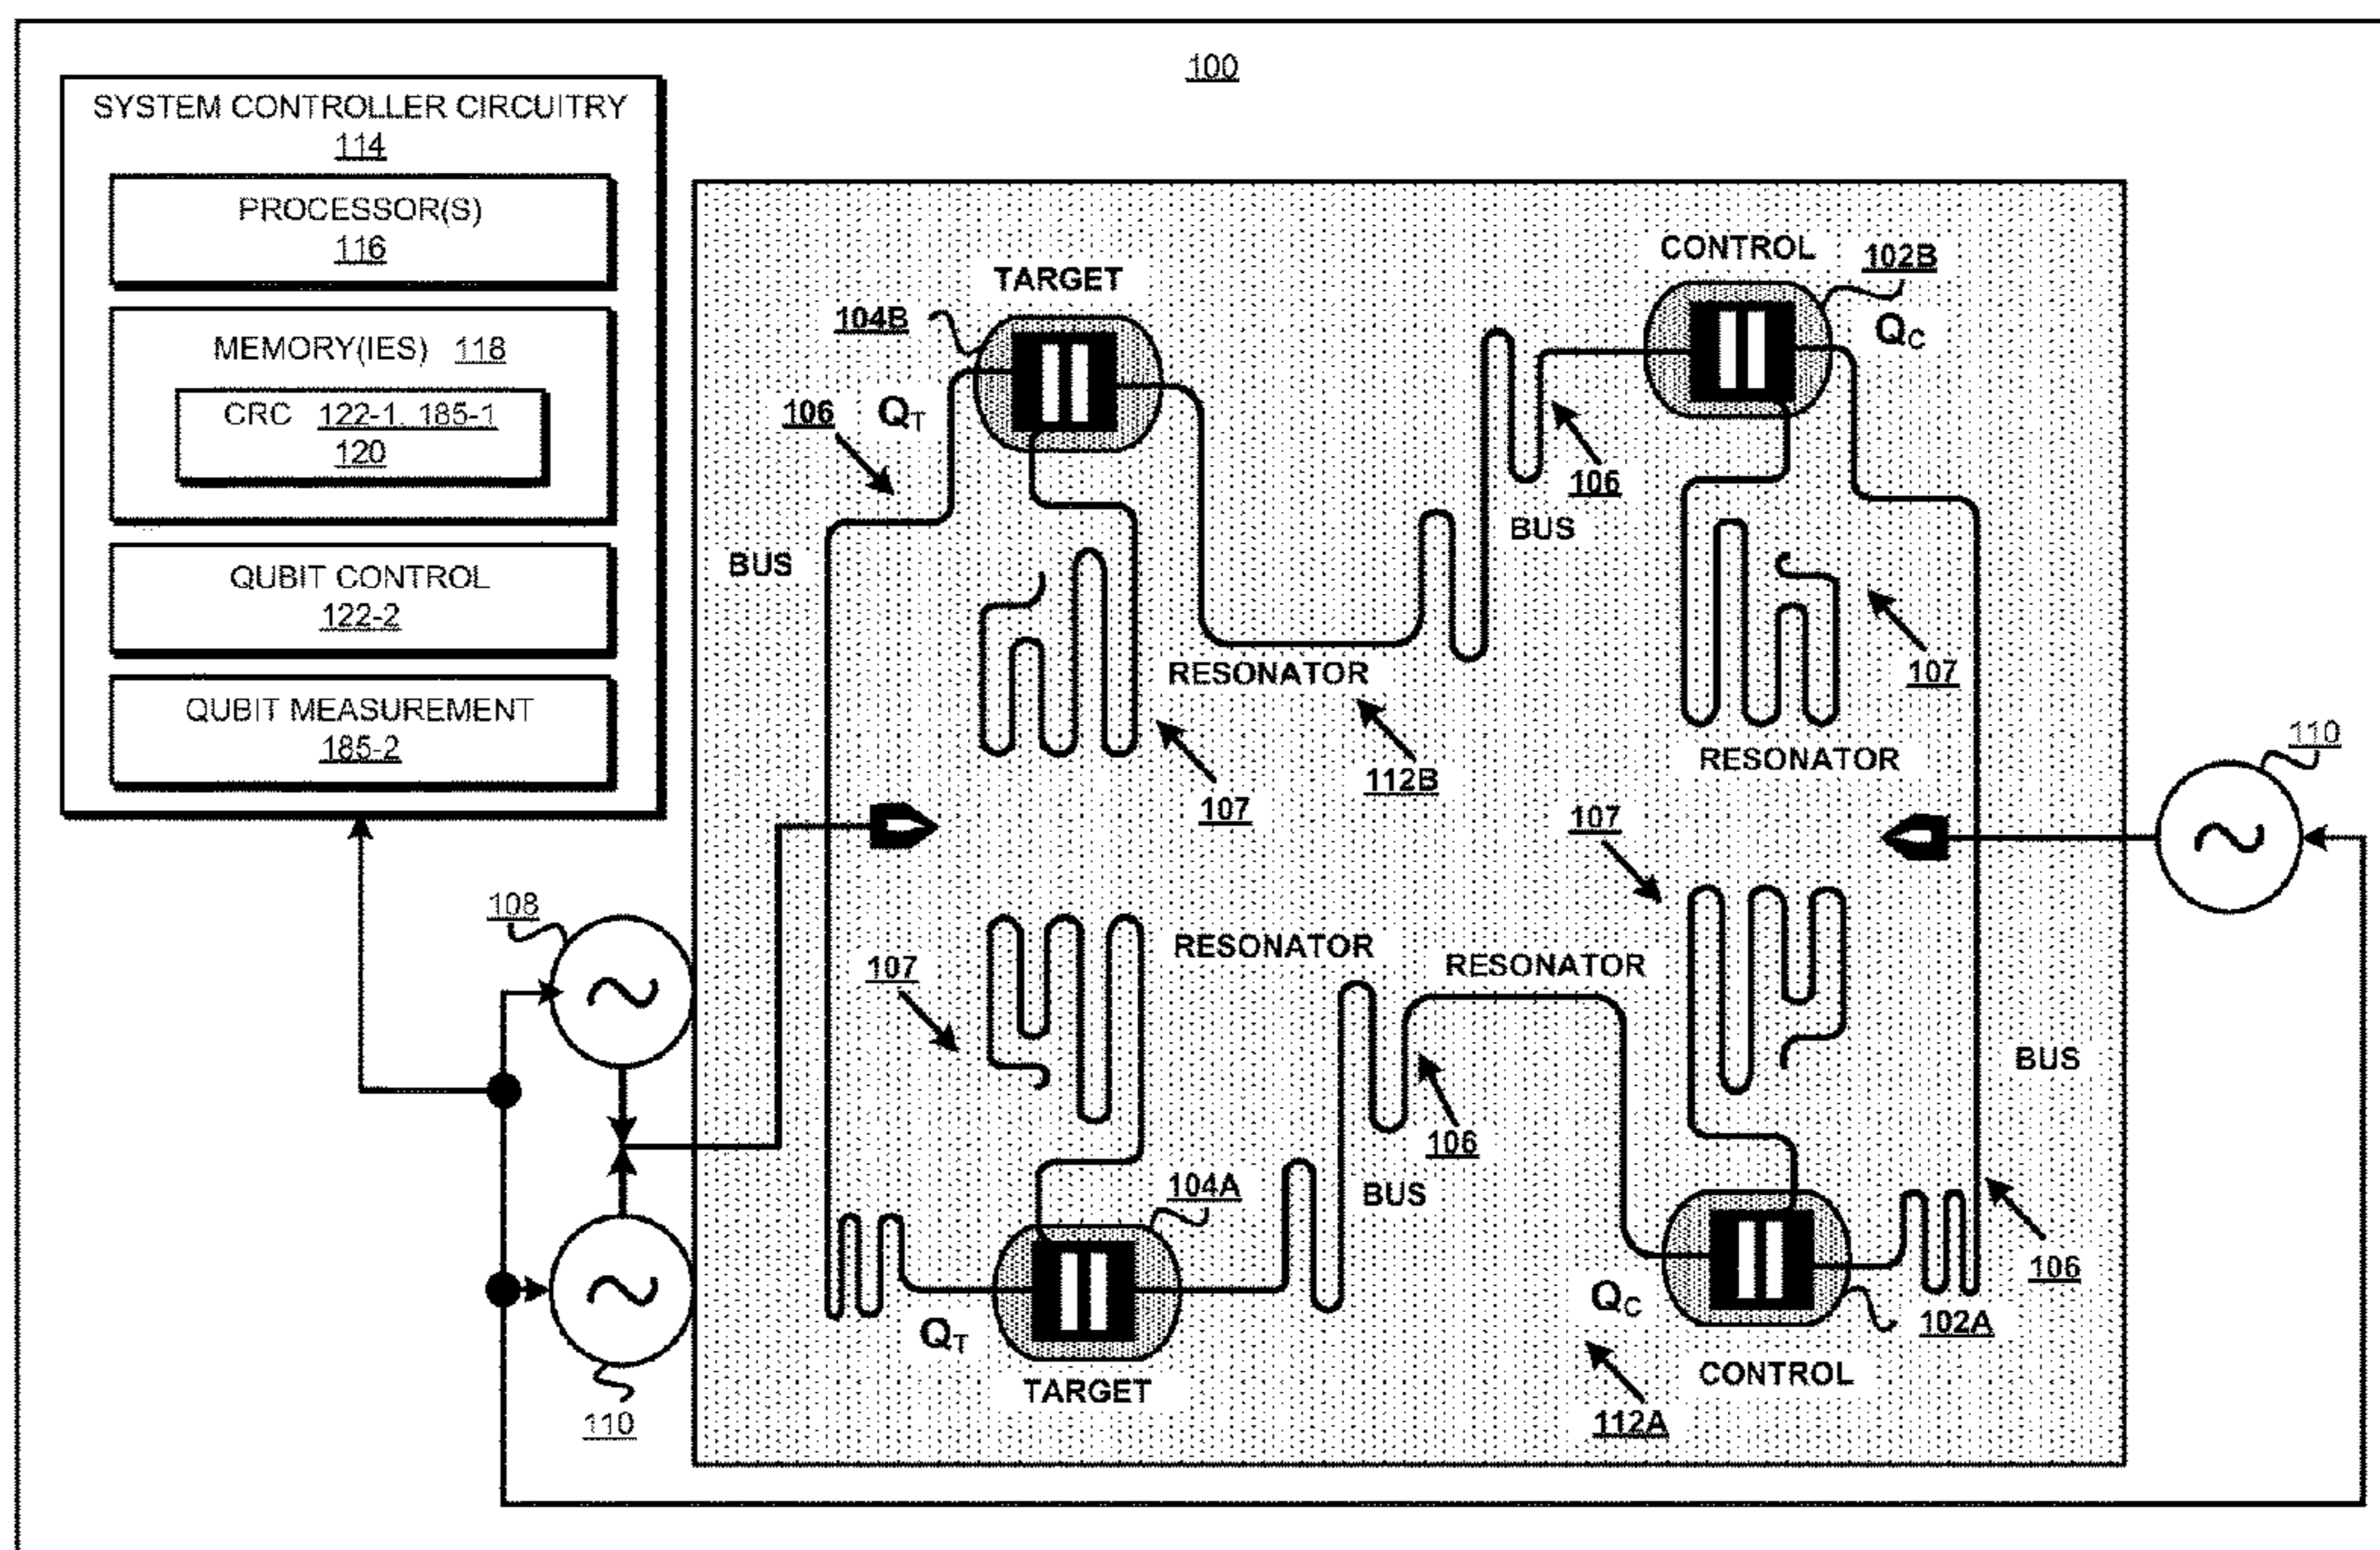 100
SYSTEM CONTROLLER CIRCUITRY
114
PROCESSOR(S)
116
MEMORY(IES) 118
CRC 122-1, 185-1
120
QUBIT CONTROL
122-2
QUBIT MEASUREMENT
185-2
TARGET
104B
106
QT
BUS
CONTROL
102B
QC
106
BUS
RESONATOR
112B
107
107
RESONATOR
110
107
108
107
RESONATOR
RESONATOR
BUS
106
BUS
104A
QT
TARGET
106
QC
102A
CONTROL
112A
110